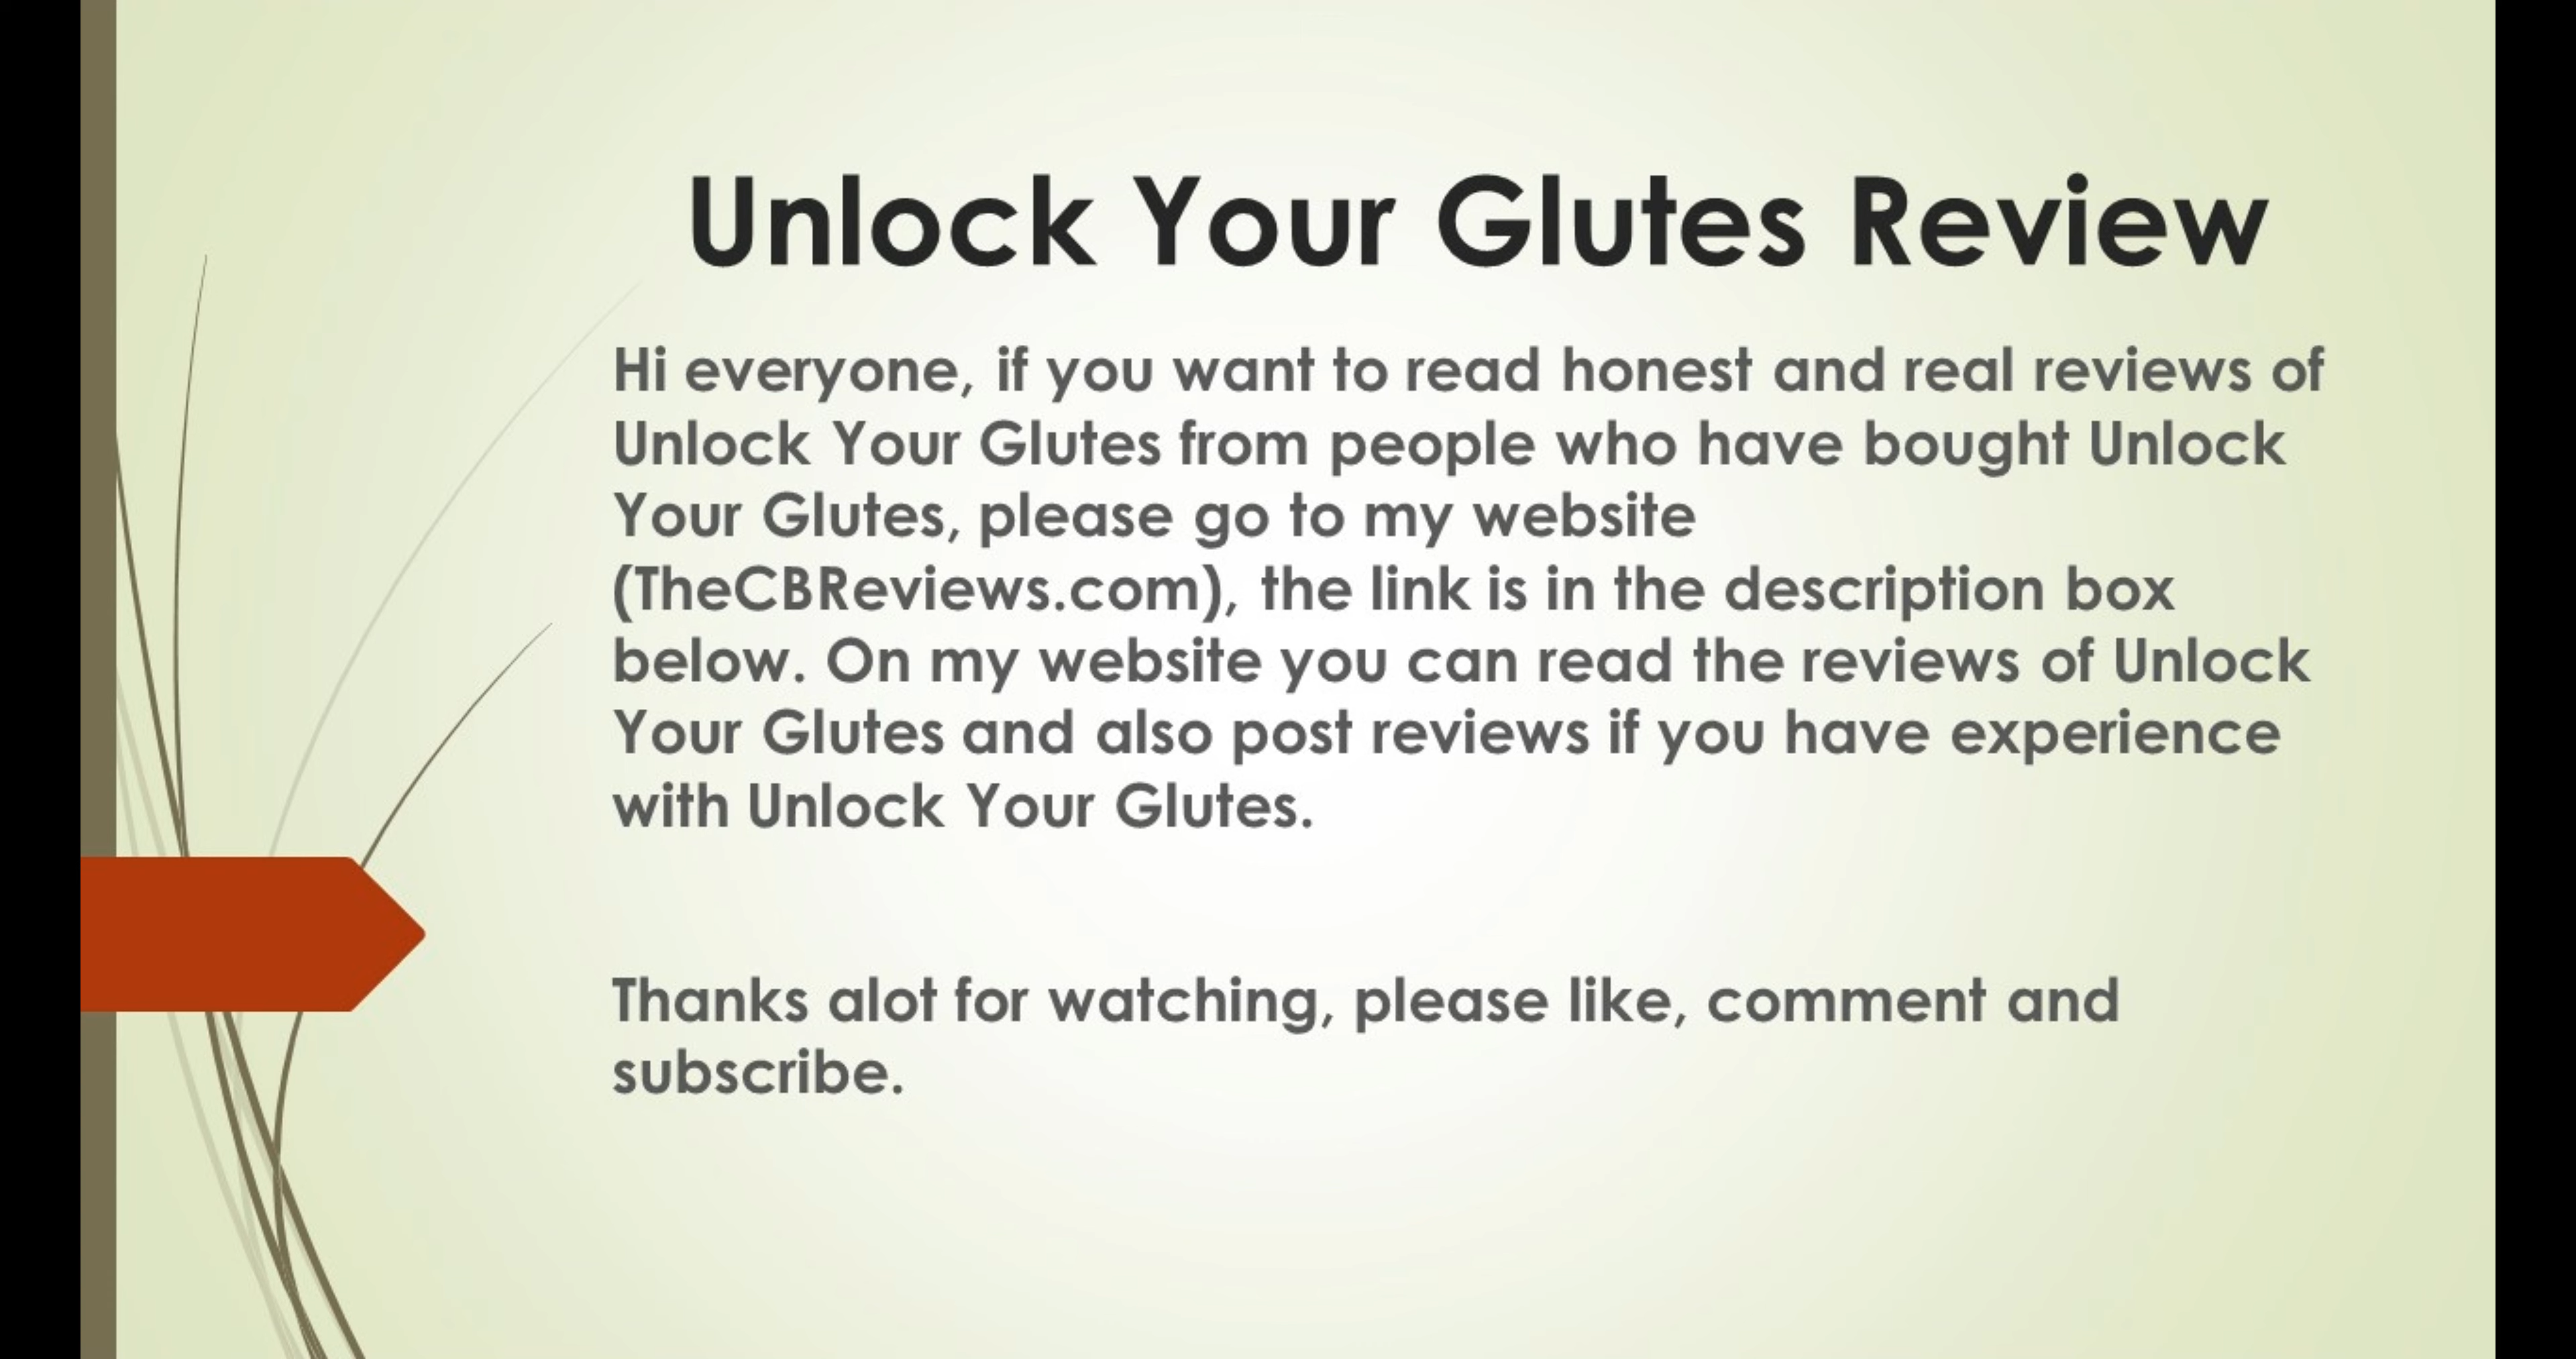 Unlock Your Glutes Review
Hi everyone, if you want to read honest and real reviews of
Unlock Your Glutes from people who have bought Unlock
Your Glutes, please go to my website
(TheCBReviews.com), the link is in the description box
below. On my website you can read the reviews of Unlock
Your Glutes and also post reviews if you have experience
with Unlock Your Glutes.
Thanks alot for watching, please like, comment and
subscribe.